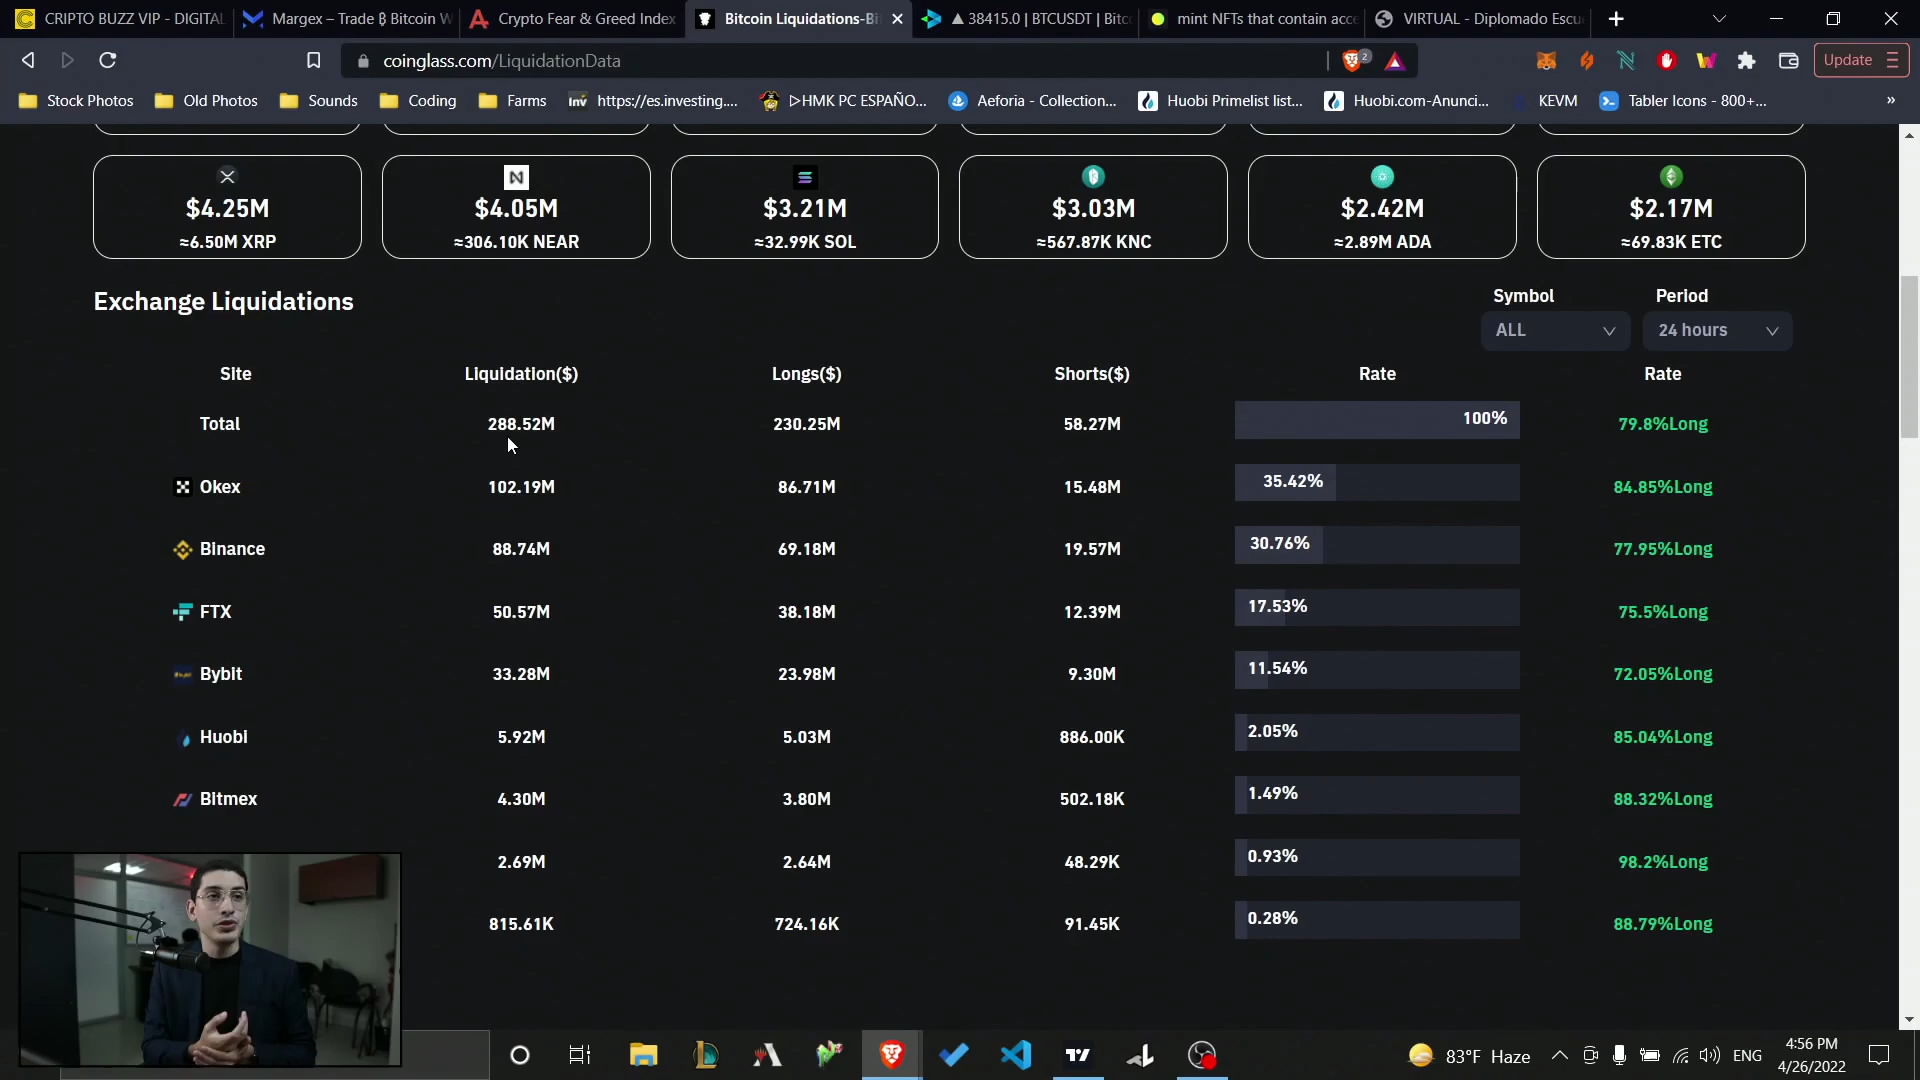 CRIPTO BUZZ VIP - DIGITAL
Margex – Trade ₿ Bitcoin W
Crypto Fear & Greed Index
Bitcoin Liquidations-Bi
▲ 38415.0 | BTCUSDT | Bitc
mint NFTs that contain acce
VIRTUAL - Diplomado Escu
coinglass.com/LiquidationData
2
Update
Stock Photos
Old Photos
Sounds
Coding
Farms
inv https://es.investing....
▷HMK PC ESPAÑO...
Aeforia - Collection...
Huobi Primelist list...
Huobi.com-Anunci...
KEVM
Tabler Icons - 800+...
»
$4.25M
≈6.50M XRP
$4.05M
≈306.10K NEAR
$3.21M
≈32.99K SOL
$3.03M
≈567.87K KNC
$2.42M
≈2.89M ADA
$2.17M
≈69.83K ETC
Exchange Liquidations
Symbol
Period
ALL
24 hours
Site Liquidation($) Longs($) Shorts($) Rate Rate
Total 288.52M 230.25M 58.27M 100% 79.8%Long
Okex 102.19M 86.71M 15.48M 35.42% 84.85%Long
Binance 88.74M 69.18M 19.57M 30.76% 77.95%Long
FTX 50.57M 38.18M 12.39M 17.53% 75.5%Long
Bybit 33.28M 23.98M 9.30M 11.54% 72.05%Long
Huobi 5.92M 5.03M 886.00K 2.05% 85.04%Long
Bitmex 4.30M 3.80M 502.18K 1.49% 88.32%Long
2.69M 2.64M 48.29K 0.93% 98.2%Long
815.61K 724.16K 91.45K 0.28% 88.79%Long
83°F Haze
ENG
4:56 PM
4/26/2022